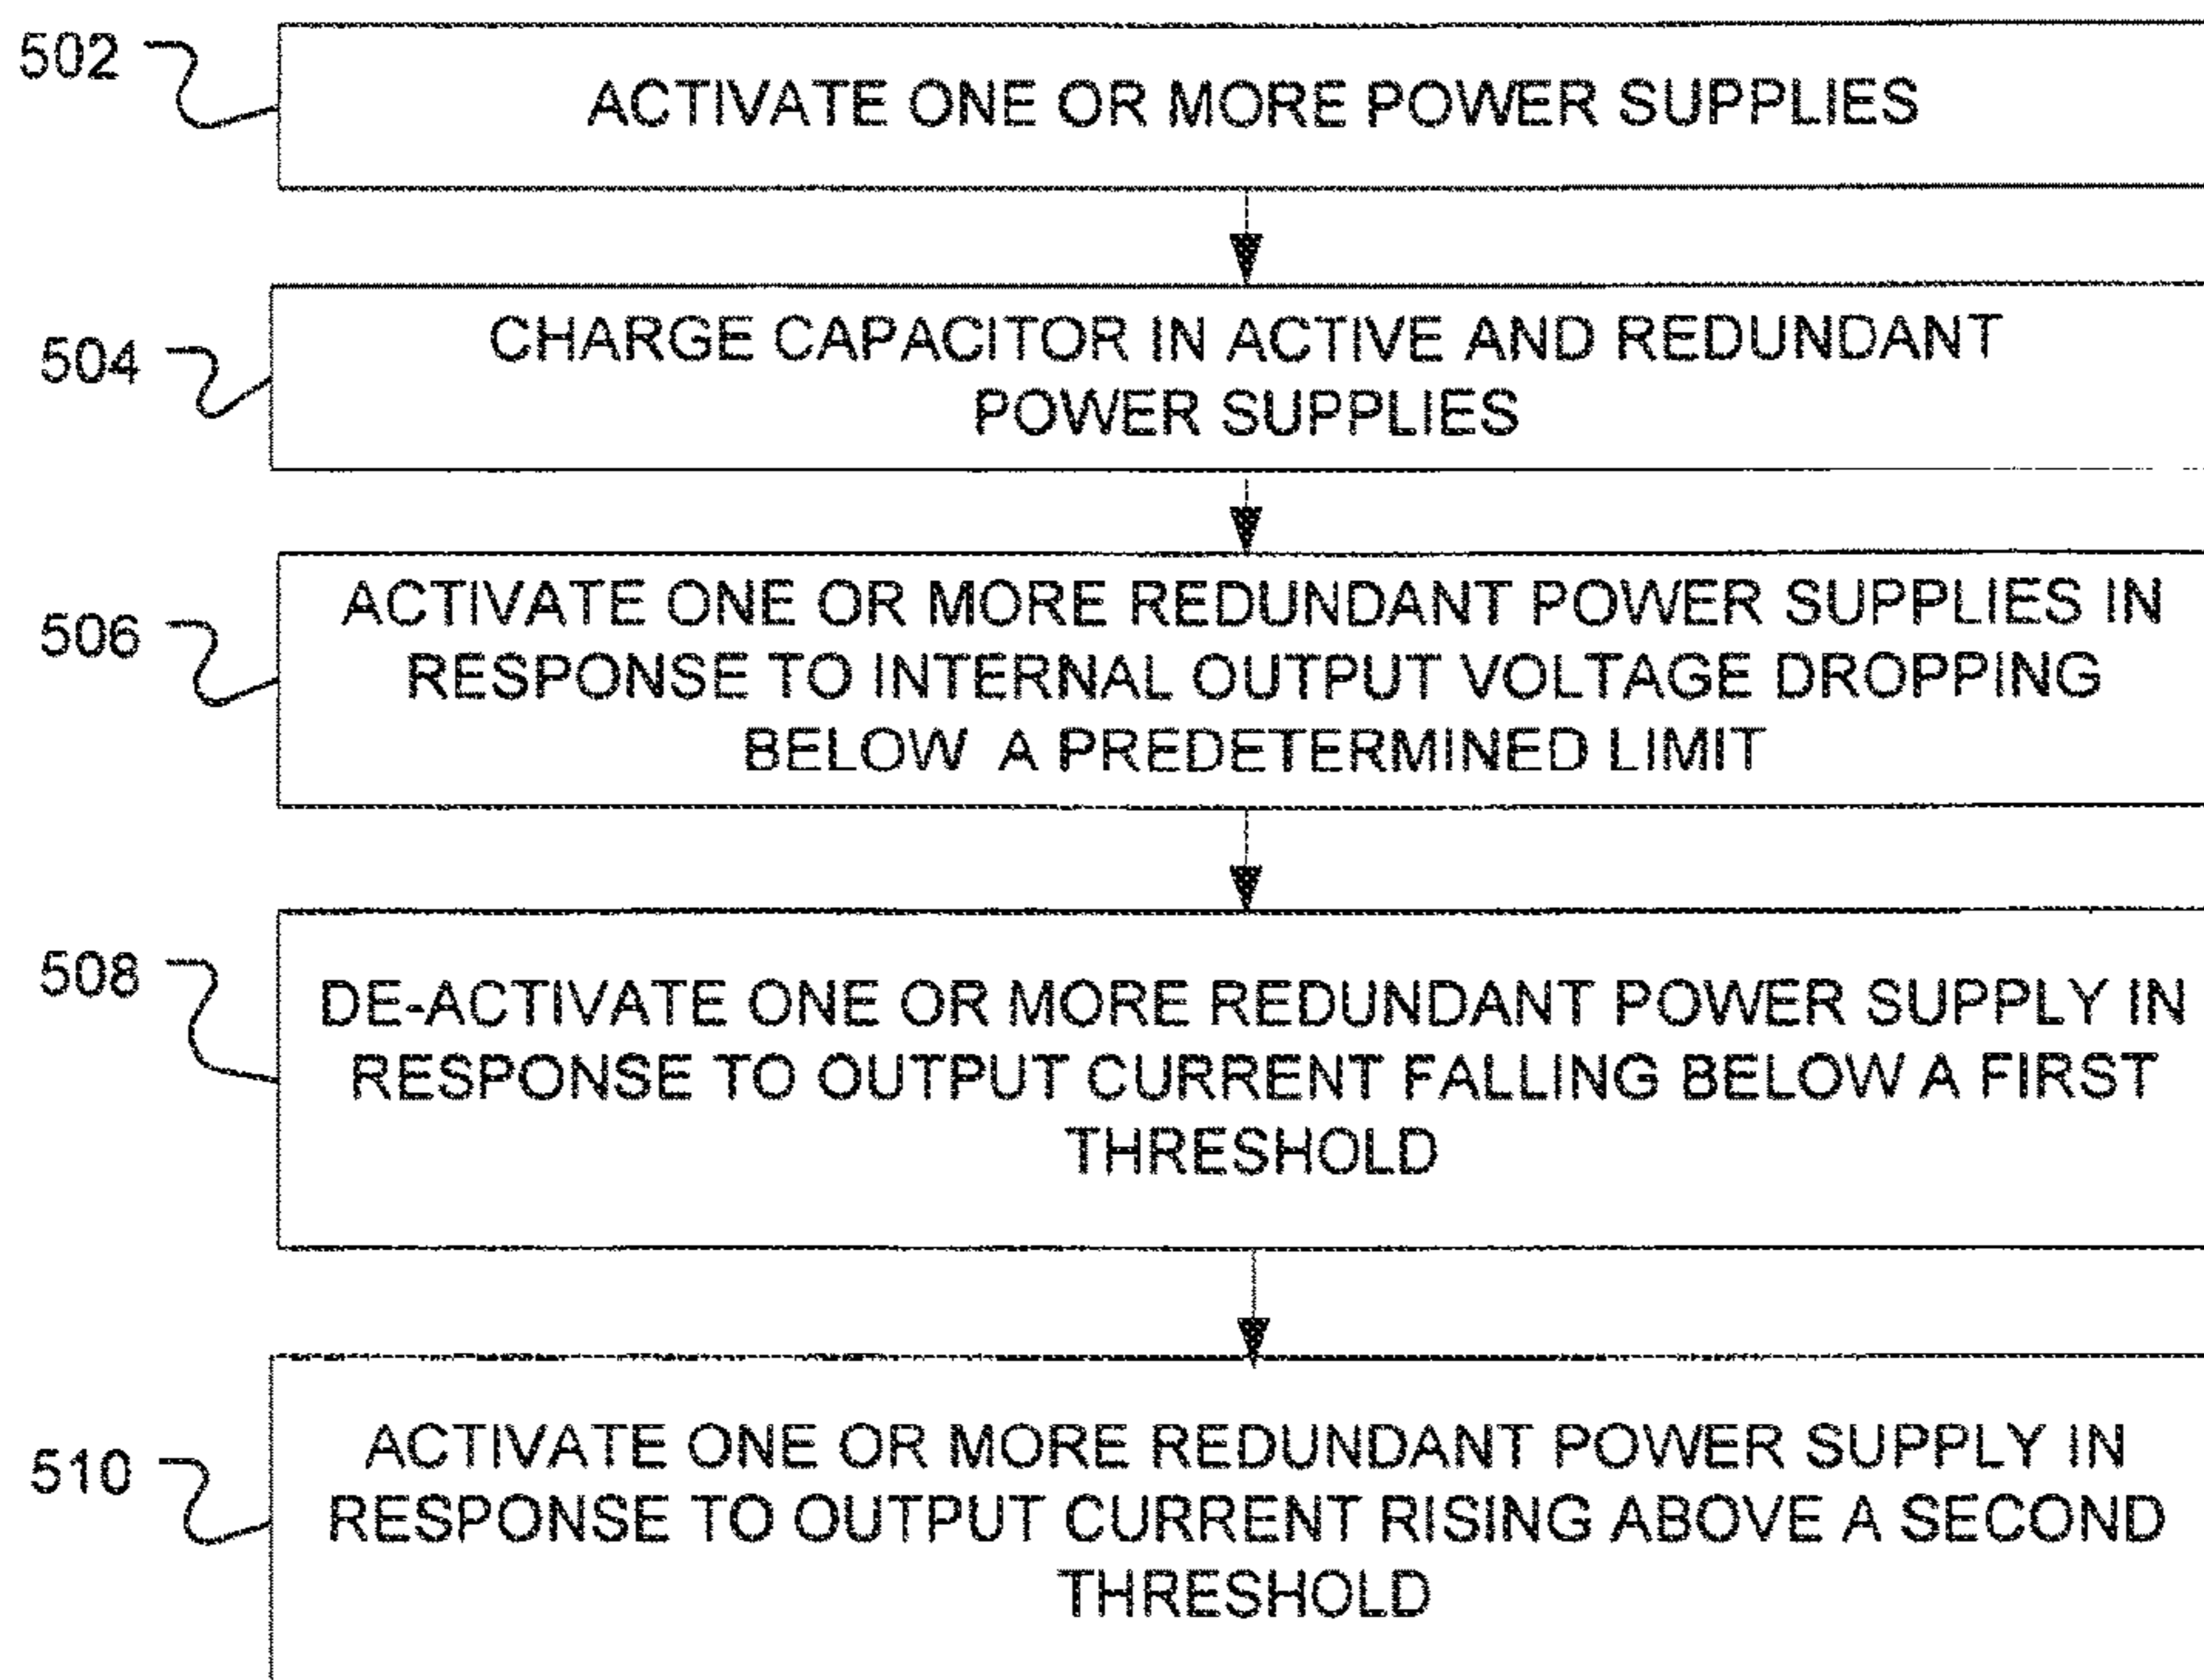 502
ACTIVATE ONE OR MORE POWER SUPPLIES
504
CHARGE CAPACITOR IN ACTIVE AND REDUNDANT
POWER SUPPLIES
506
ACTIVATE ONE OR MORE REDUNDANT POWER SUPPLIES IN
RESPONSE TO INTERNAL OUTPUT VOLTAGE DROPPING
BELOW A PREDETERMINED LIMIT
508
DE-ACTIVATE ONE OR MORE REDUNDANT POWER SUPPLY IN
RESPONSE TO OUTPUT CURRENT FALLING BELOW A FIRST
THRESHOLD
510
ACTIVATE ONE OR MORE REDUNDANT POWER SUPPLY IN
RESPONSE TO OUTPUT CURRENT RISING ABOVE A SECOND
THRESHOLD